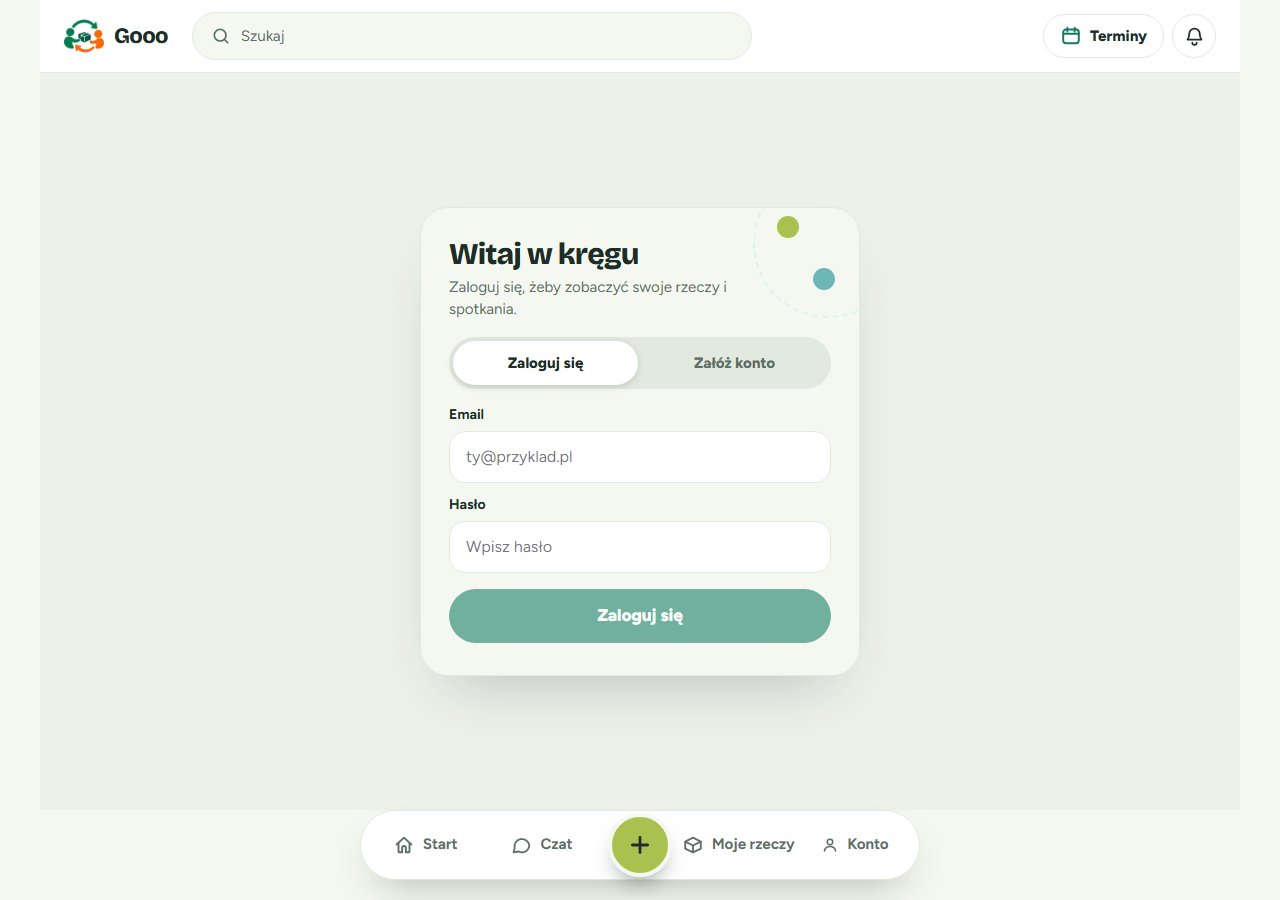 Gooo
Szukaj
Terminy
Witaj w kręgu
Zaloguj się, żeby zobaczyć swoje rzeczy i
spotkania.
Zaloguj się
Załóż konto
Email
ty@przyklad.pl
Hasło
Wpisz hasło
Zaloguj się
Start
Czat
Moje rzeczy
Konto